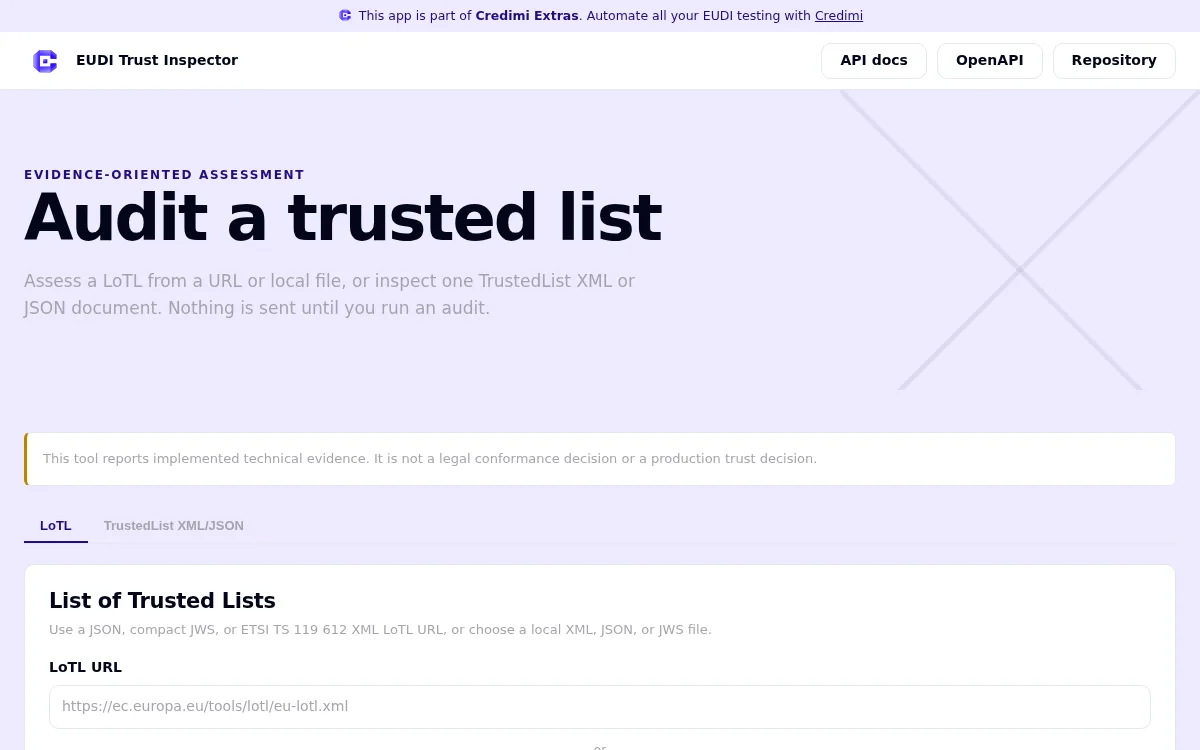 This app is part of Credimi Extras. Automate all your EUDI testing with Credimi
EUDI Trust Inspector
API docs
OpenAPI
Repository
EVIDENCE-ORIENTED ASSESSMENT
Audit a trusted list
Assess a LoTL from a URL or local file, or inspect one TrustedList XML or
JSON document. Nothing is sent until you run an audit.
This tool reports implemented technical evidence. It is not a legal conformance decision or a production trust decision.
LoTL
TrustedList XML/JSON
List of Trusted Lists
Use a JSON, compact JWS, or ETSI TS 119 612 XML LoTL URL, or choose a local XML, JSON, or JWS file.
LoTL URL
https://ec.europa.eu/tools/lotl/eu-lotl.xml
or